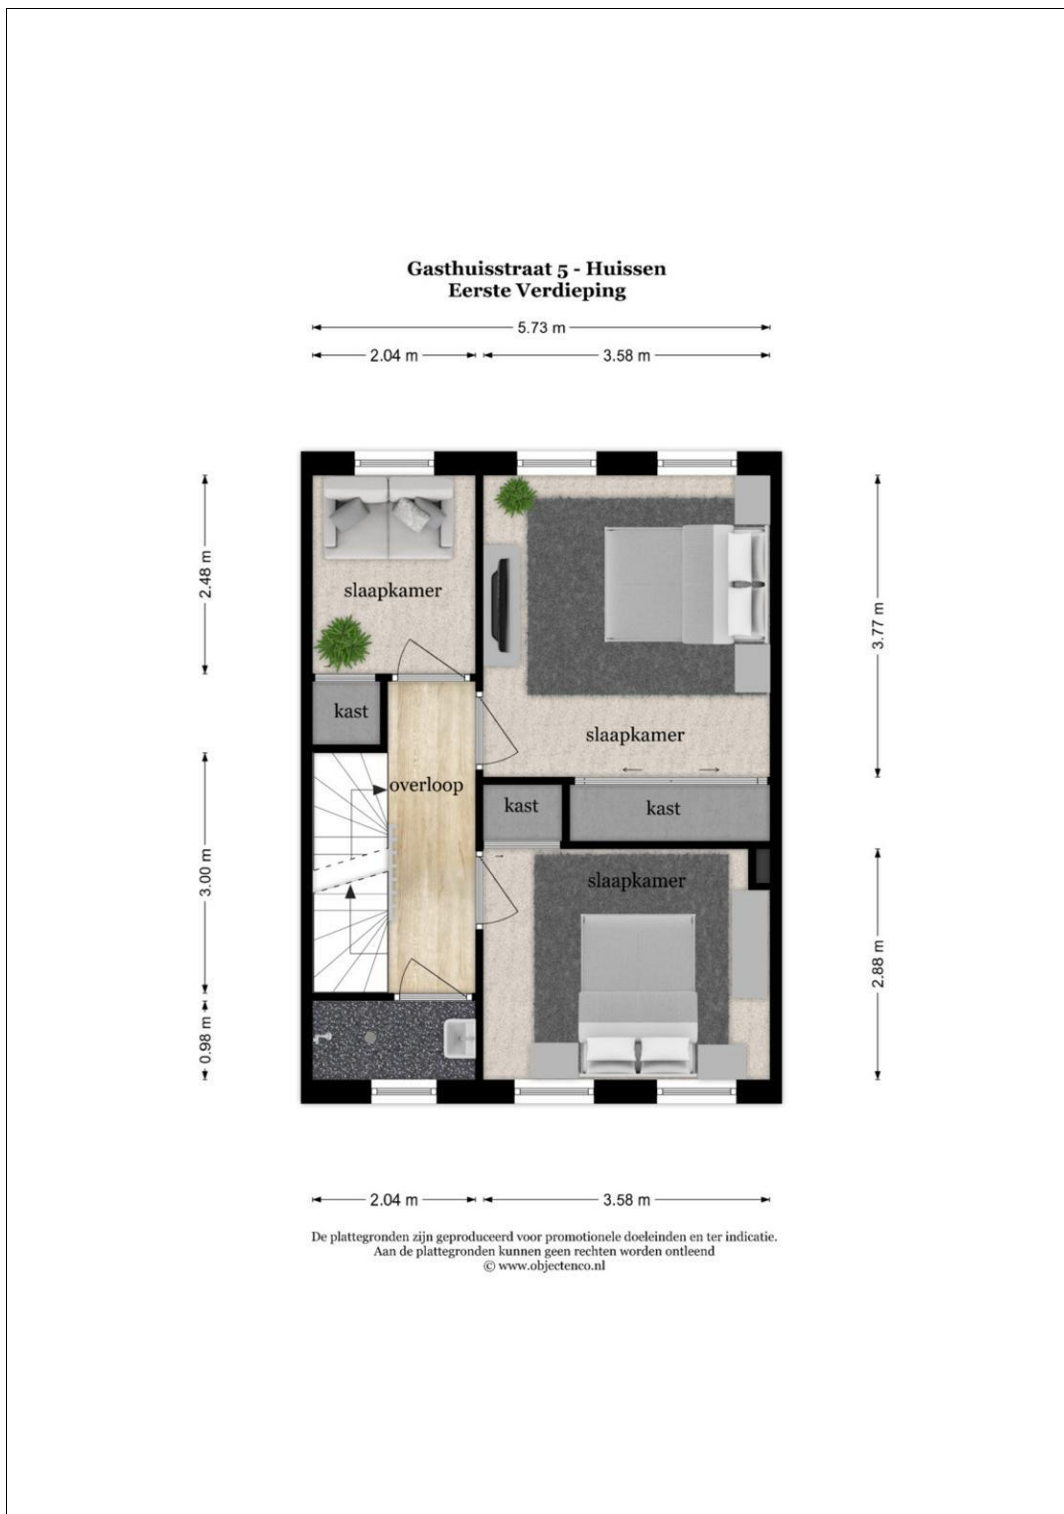 Gasthuisstraat 5 - Huissen
Eerste Verdieping
5.73 m
2.04 m
3.58 m
2.48 m
3.77 m
slaapkamer
kast
slaapkamer
overloop
kast
kast
3.00 m
slaapkamer
2.88 m
0.98 m
2.04 m
3.58 m
De plattegronden zijn geproduceerd voor promotionele doeleinden en ter indicatie.
Aan de plattegronden kunnen geen rechten worden ontleend
© www.objectenco.nl